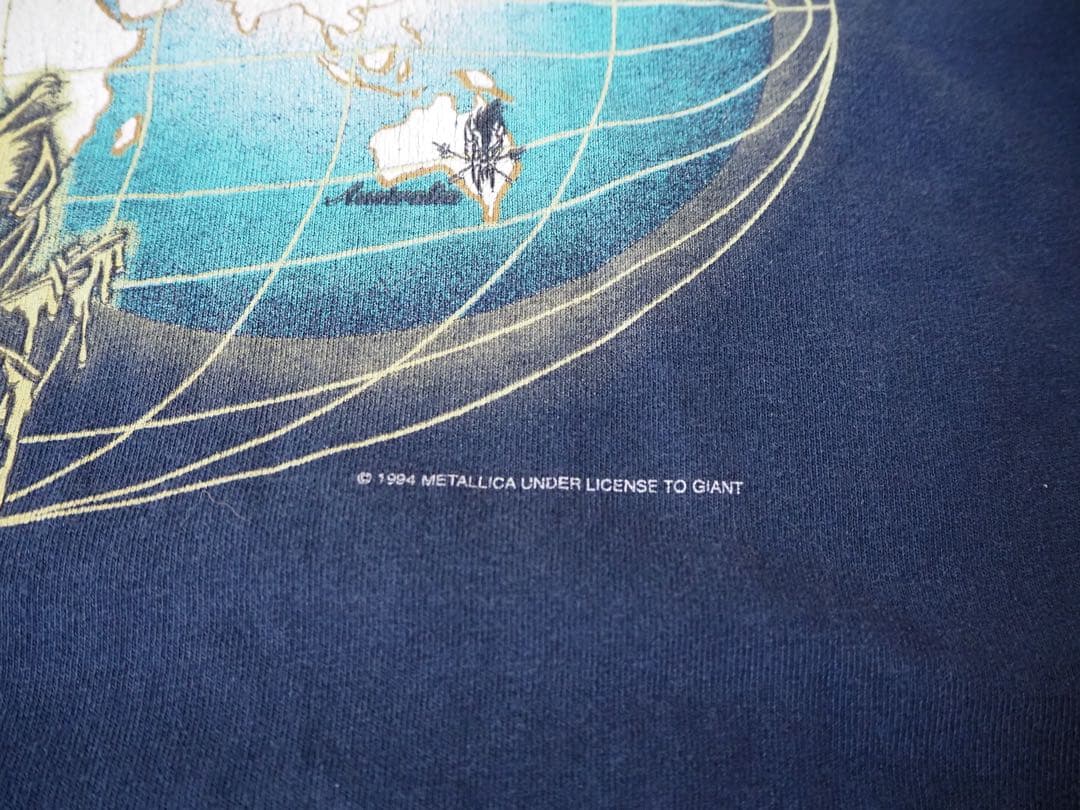 Australia
© 1994 METALLICA UNDER LICENSE TO GIANT